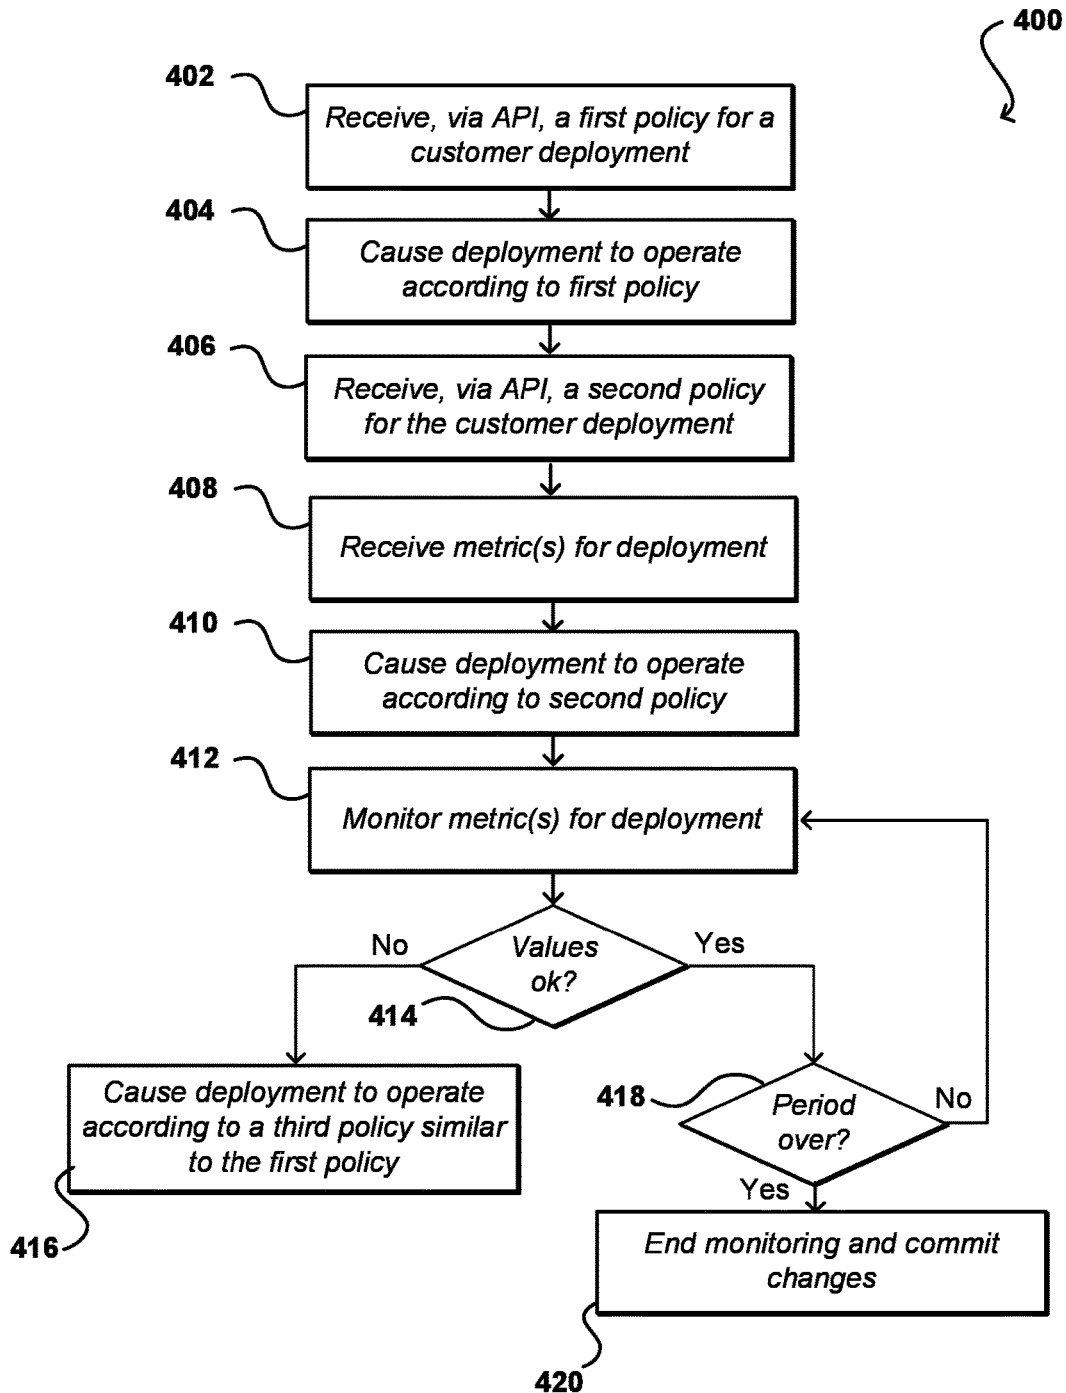 400
402
Receive, via API, a first policy for a
customer deployment
404
Cause deployment to operate
according to first policy
406
Receive, via API, a second policy
for the customer deployment
408
Receive metric(s) for deployment
410
Cause deployment to operate
according to second policy
412
Monitor metric(s) for deployment
No
Values
ok?
Yes
414
Cause deployment to operate
according to a third policy similar
to the first policy
416
418
Period
over?
No
Yes
End monitoring and commit
changes
420